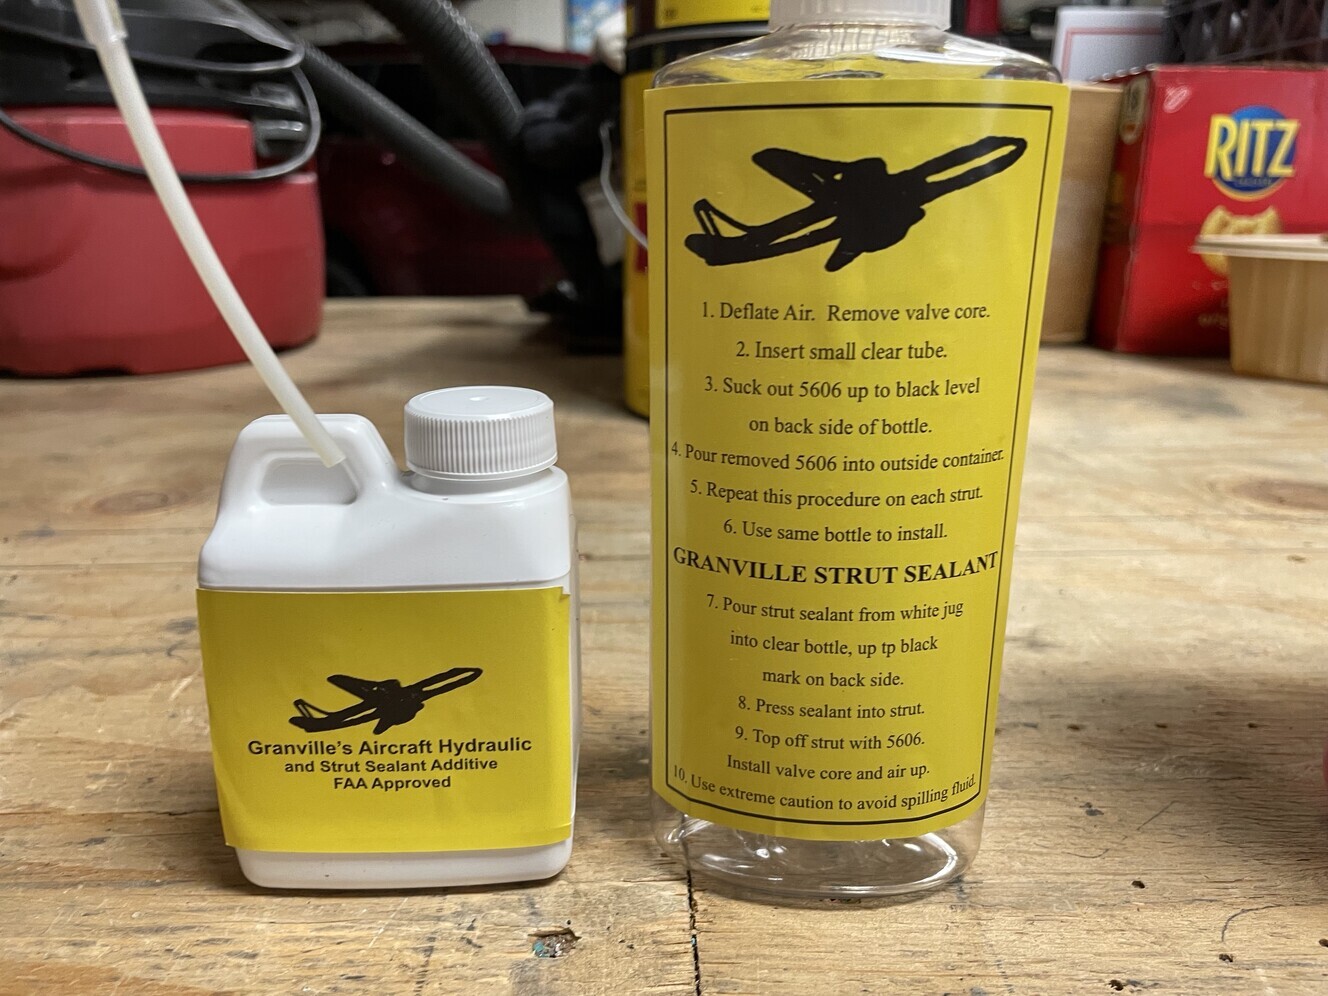 Granville's Aircraft Hydraulic
and Strut Sealant Additive
FAA Approved
1. Deflate Air. Remove valve core.
2. Insert small clear tube.
3. Suck out 5606 up to black level
on back side of bottle.
4. Pour removed 5606 into outside container.
5. Repeat this procedure on each strut.
6. Use same bottle to install.
GRANVILLE STRUT SEALANT
7. Pour strut sealant from white jug
into clear bottle, up tp black
mark on back side.
8. Press sealant into strut.
9. Top off strut with 5606.
Install valve core and air up.
10. Use extreme caution to avoid spilling fluid.
RITZ